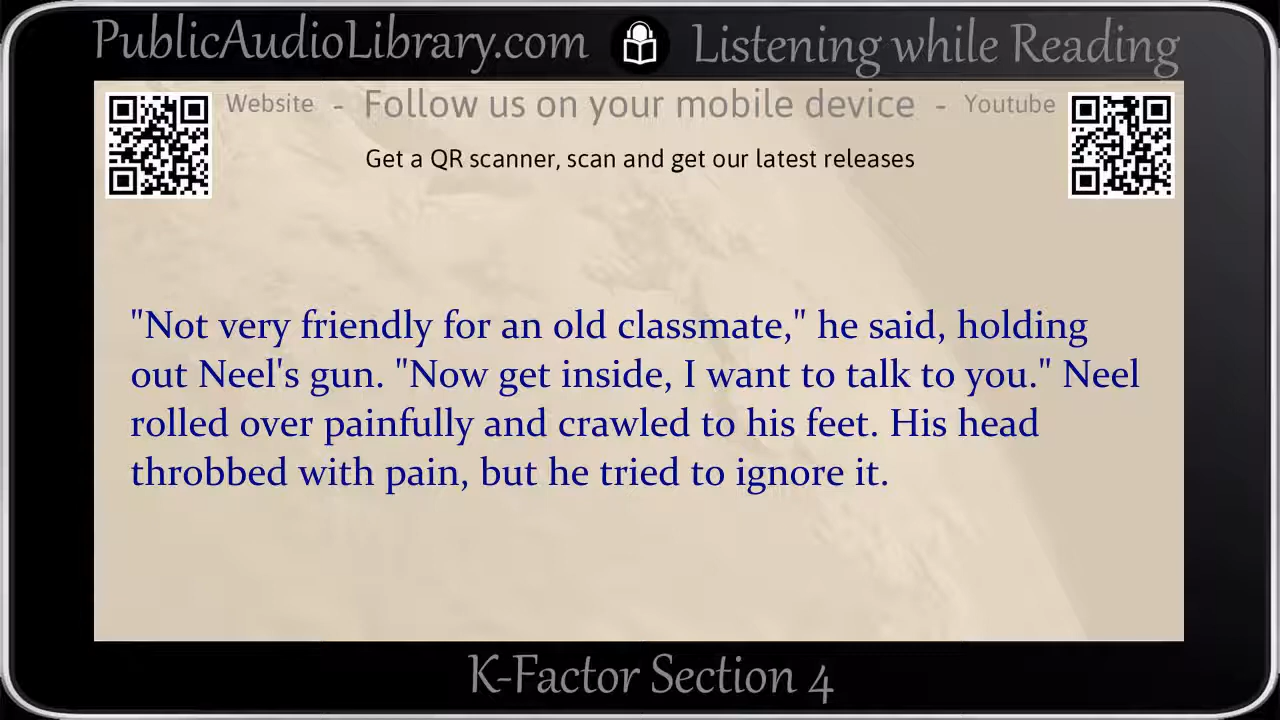 PublicAudioLibrary.com Listening while Reading
Website - Follow us on your mobile device - Youtube
Get a QR scanner, scan and get our latest releases
"Not very friendly for an old classmate," he said, holding
out Neel's gun. "Now get inside, I want to talk to you." Neel
rolled over painfully and crawled to his feet. His head
throbbed with pain, but he tried to ignore it.
K-Factor Section 4